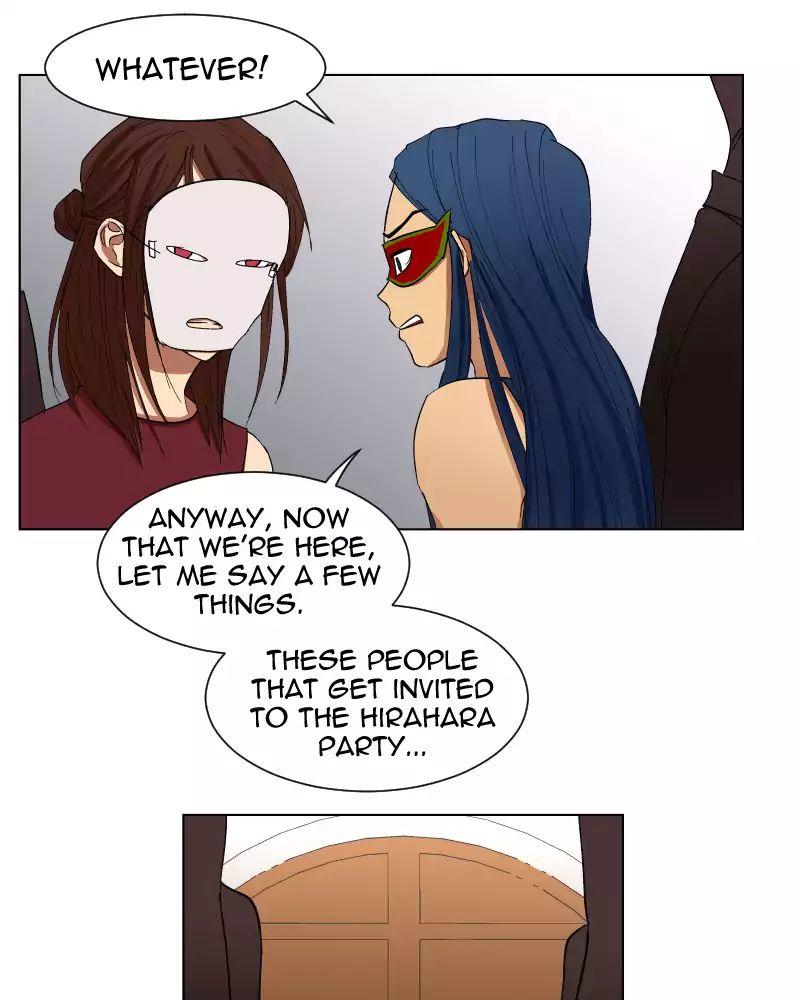 WHATEVER!
ANYWAY, NOW
THAT WE'RE HERE,
LET ME SAY A FEW
THINGS.
THESE PEOPLE
THAT GET INVITED
TO THE HIRAHARA
PARTY...